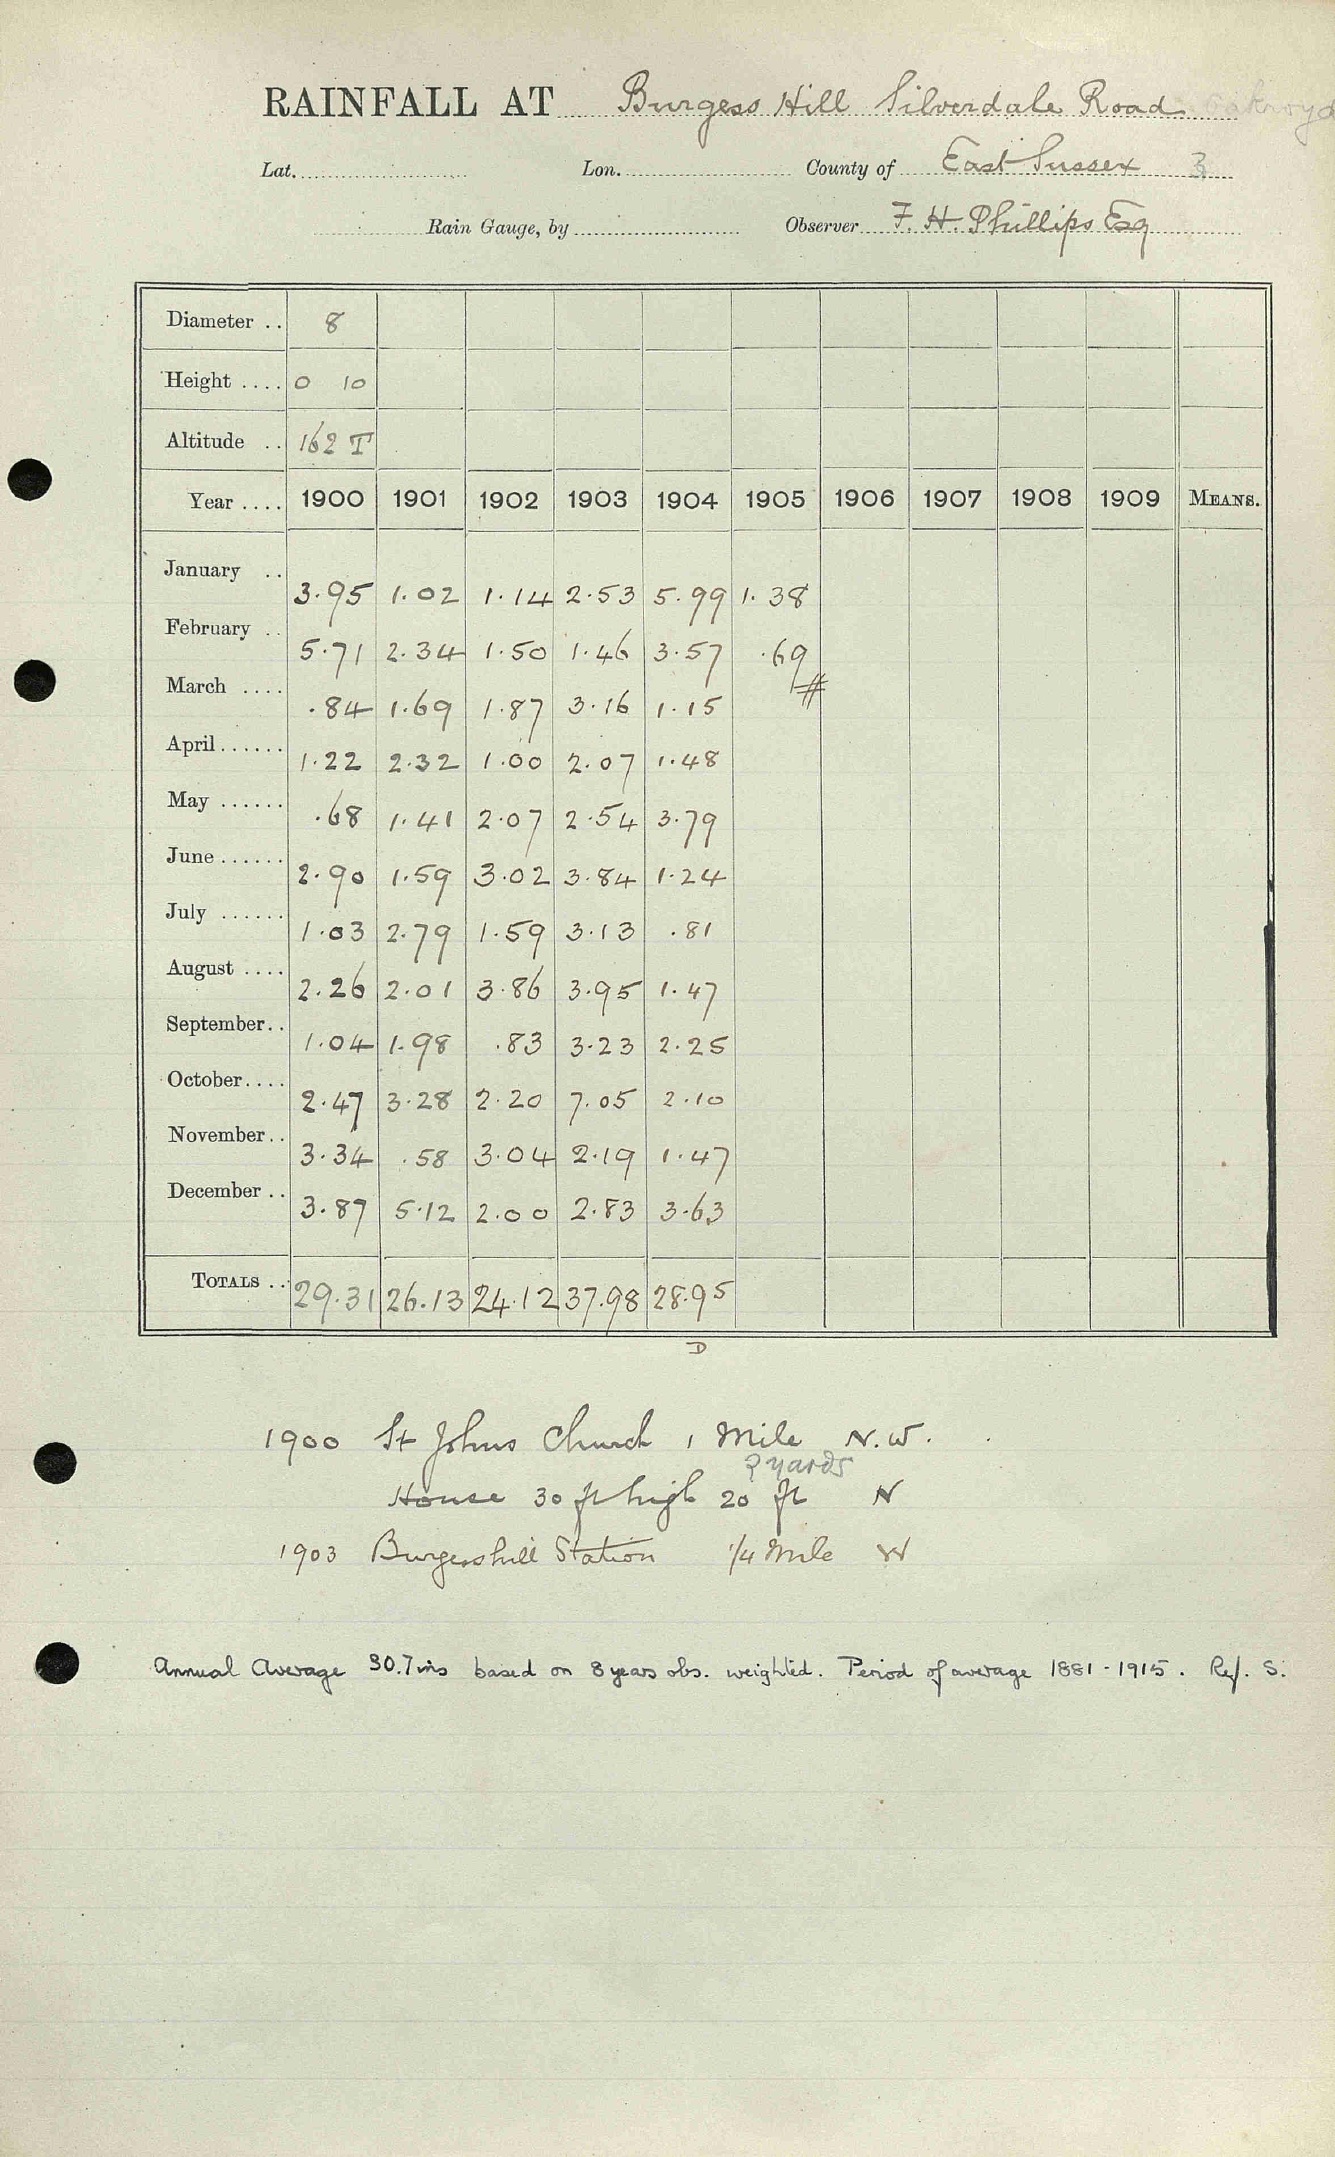 RAINFALL AT Burgess Hill Silverdale Road Oakroyd
Lat. Lon. County of East Sussex 3
Rain Gauge, by Observer F. H. Phillips Esq
Diameter .. 8
Height .... 0 10
Altitude .. 162 T
Year .... 1900 1901 1902 1903 1904 1905 1906 1907 1908 1909 MEANS.
January .. 3.95 1.02 1.14 2.53 5.99 1.38
February .. 5.71 2.34 1.50 1.46 3.57 .69
March .... .84 1.69 1.87 3.16 1.15 #
April ...... 1.22 2.32 1.00 2.07 1.48
May ...... .68 1.41 2.07 2.54 3.79
June ...... 2.90 1.59 3.02 3.84 1.24
July ...... 1.03 2.79 1.59 3.13 .81
August .... 2.26 2.01 3.86 3.95 1.47
September.. 1.04 1.98 .83 3.23 2.25
October.... 2.47 3.28 2.20 7.05 2.10
November.. 3.34 .58 3.04 2.19 1.47
December .. 3.87 5.12 2.00 2.83 3.63
TOTALS .. 29.31 26.13 24.12 37.98 28.95
D
1900 St Johns Church 1 Mile N.W.
? yards
House 30 ft high 20 ft N
1903 Burgesshill Station 1/4 Mile W
Annual Average 30.7 ins based on 8 years obs. weighted. Period of average 1881-1915. Ref. S.